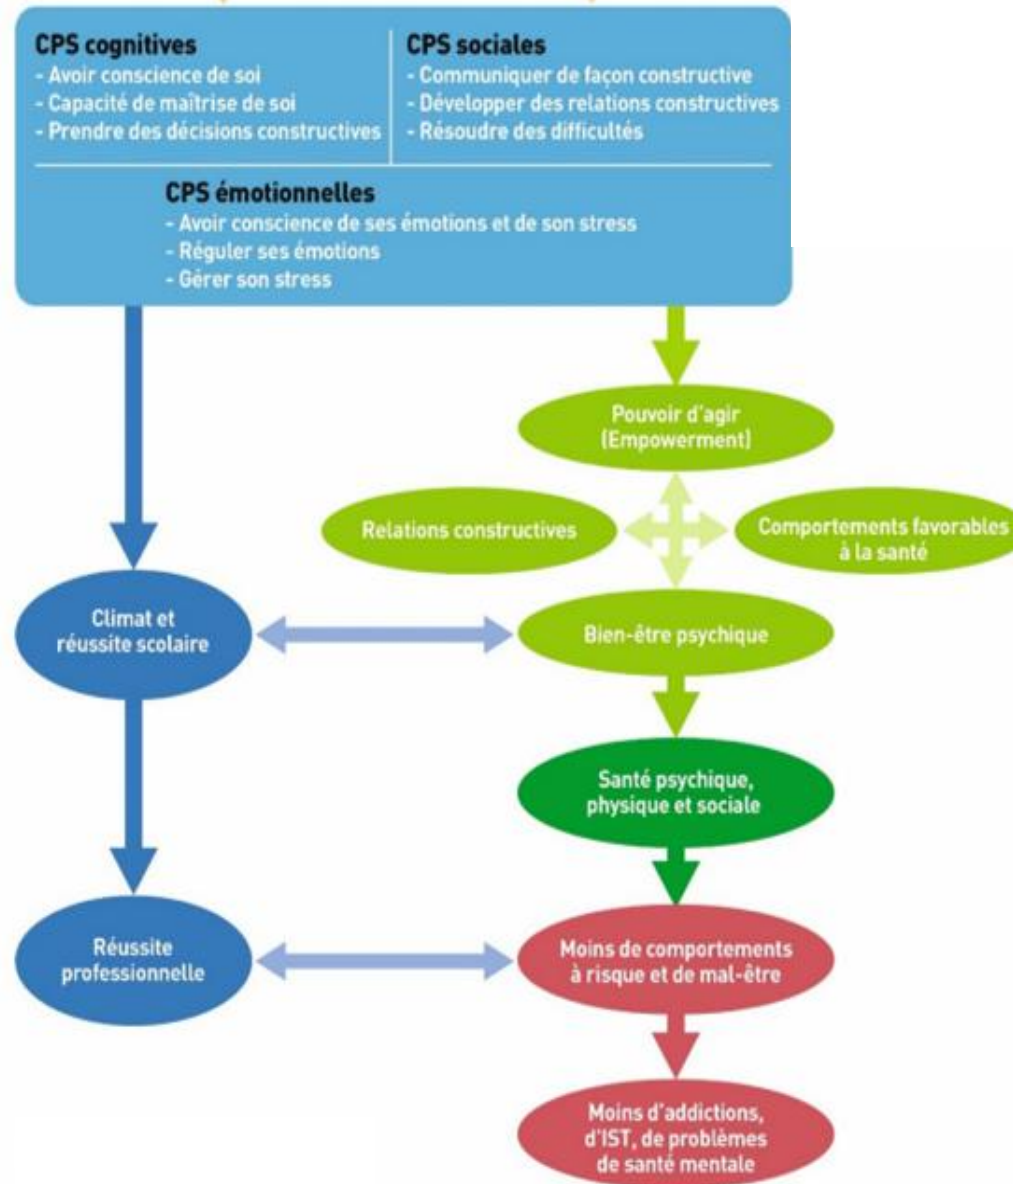 CPS cognitives
- Avoir conscience de soi
- Capacité de maîtrise de soi
- Prendre des décisions constructives
CPS sociales
- Communiquer de façon constructive
- Développer des relations constructives
- Résoudre des difficultés
CPS émotionnelles
- Avoir conscience de ses émotions et de son stress
- Réguler ses émotions
- Gérer son stress
Pouvoir d'agir
(Empowerment)
Relations constructives
Comportements favorables
à la santé
Climat et
réussite scolaire
Bien-être psychique
Santé psychique,
physique et sociale
Réussite
professionnelle
Moins de comportements
à risque et de mal-être
Moins d'addictions,
d'IST, de problèmes
de santé mentale